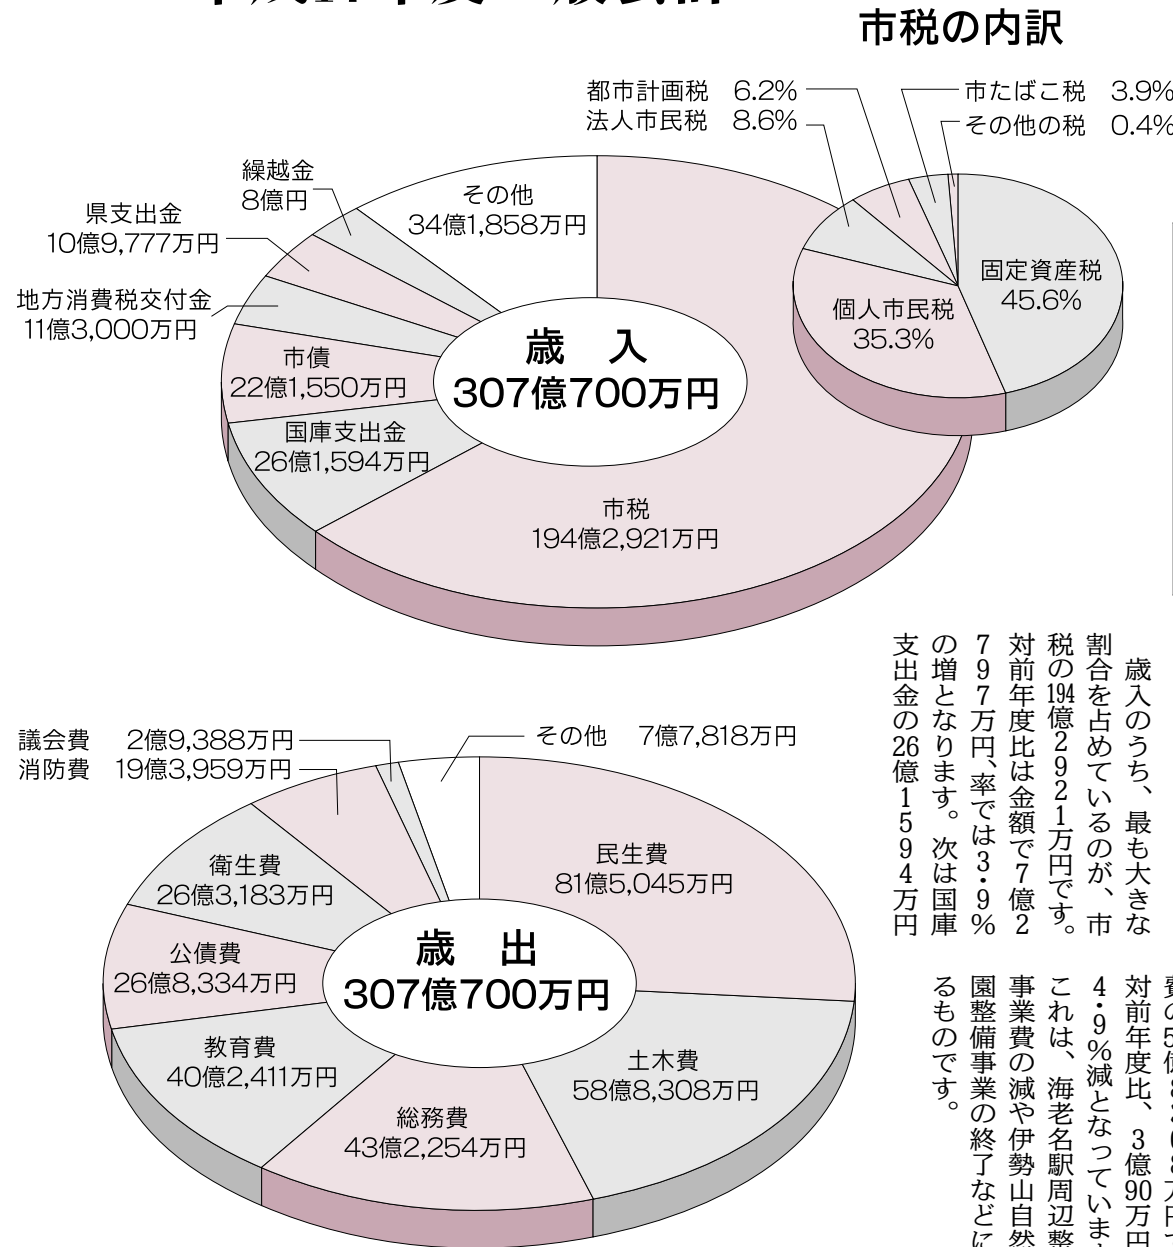 市税の内訳
都市計画税 6.2%
法人市民税 8.6%
市たばこ税 3.9%
その他の税 0.4%
固定資産税
45.6%
個人市民税
35.3%
繰越金
8億円
その他
34億1,858万円
県支出金
10億9,777万円
地方消費税交付金
11億3,000万円
市債
22億1,550万円
国庫支出金
26億1,594万円
歳 入
307億700万円
市税
194億2,921万円
歳入のうち、最も大きな
割合を占めているのが、市
税の194億2921万円です。
対前年度比は金額で7億2
797万円、率では3・9%
の増となります。次は国庫
支出金の26億1594万円
議会費 2億9,388万円
消防費 19億3,959万円
その他 7億7,818万円
民生費
81億5,045万円
衛生費
26億3,183万円
公債費
26億8,334万円
歳 出
307億700万円
教育費
40億2,411万円
土木費
58億8,308万円
総務費
43億2,254万円
対前年度比、3億90万円
4・9%減となっていま
これは、海老名駅周辺整
事業費の減や伊勢山自然
園整備事業の終了などに
るものです。